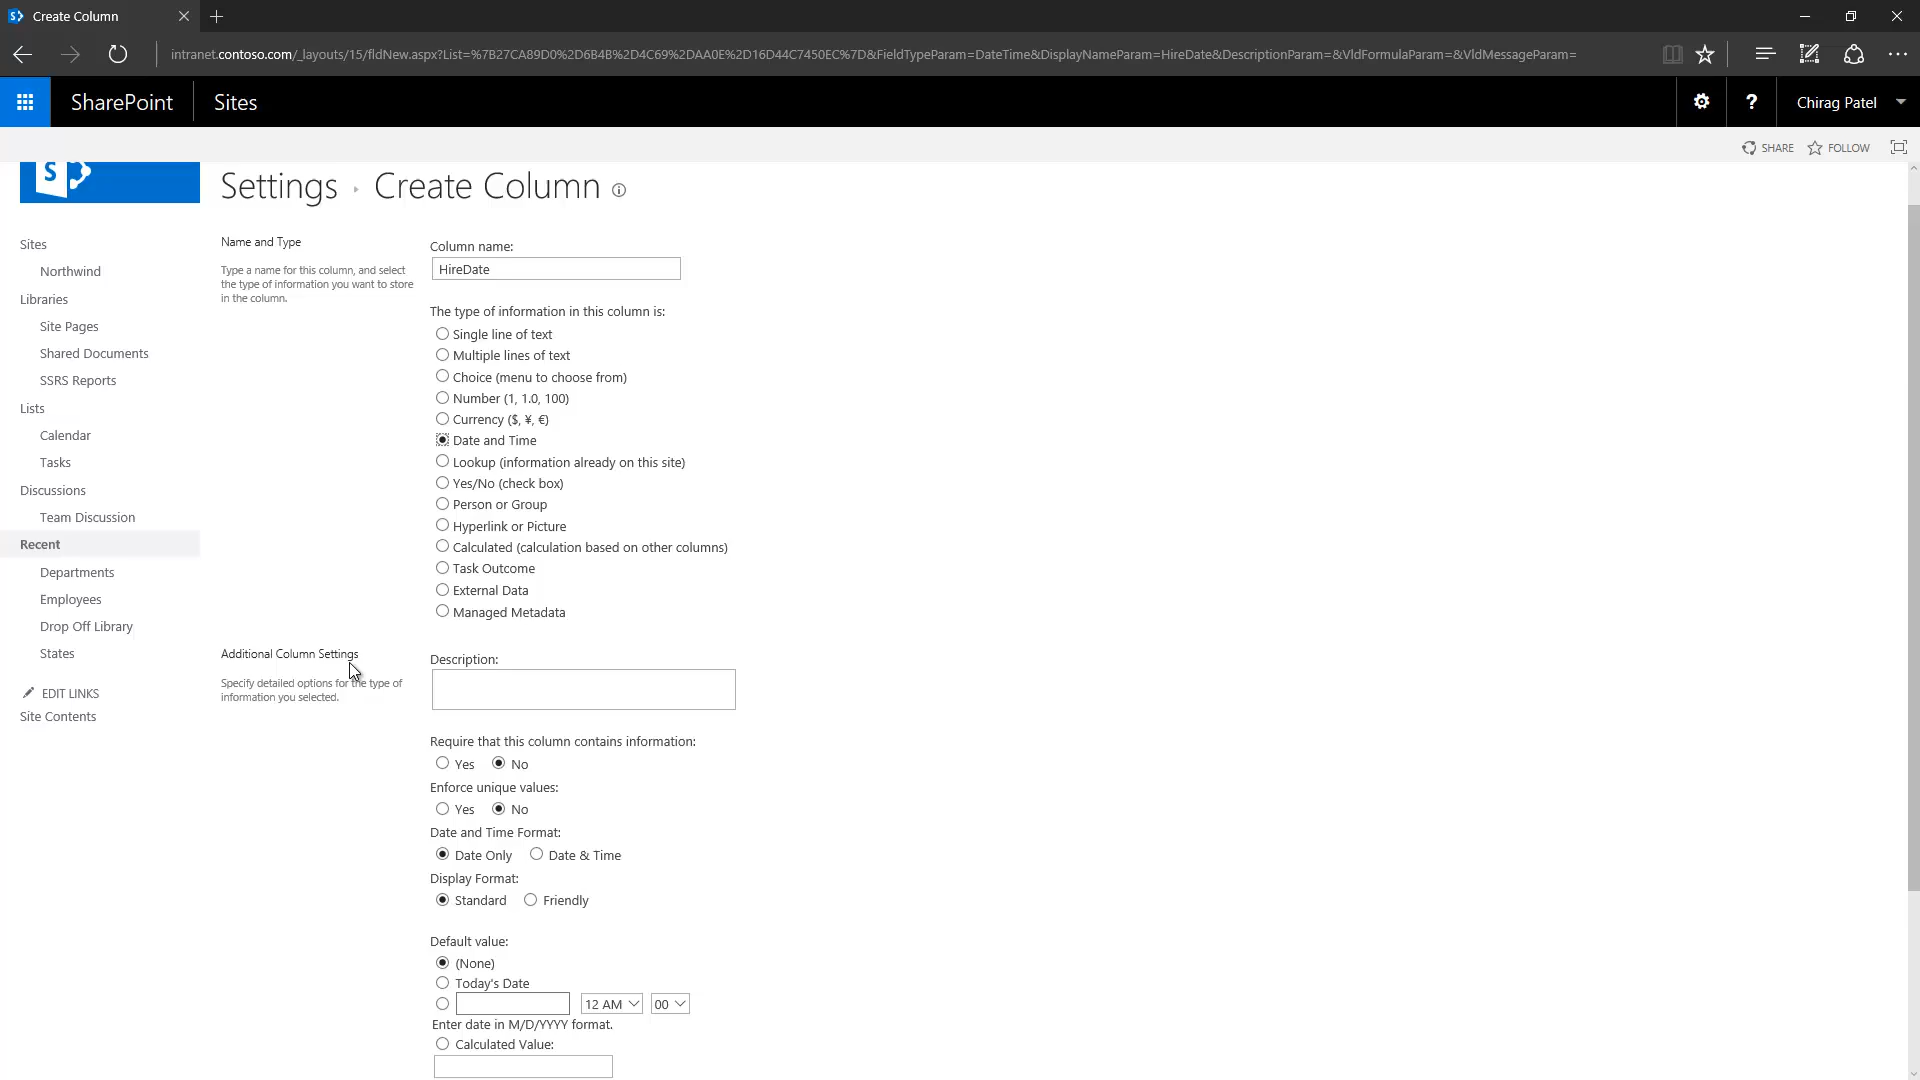 Create Column
intranet.contoso.com/_layouts/15/fldNew.aspx?List=%7B27CA89D0%2D6B4B%2D4C69%2DAA0E%2D16D44C7450EC%7D&FieldTypeParam=DateTime&DisplayNameParam=HireDate&DescriptionParam=&VldFormulaParam=&VldMessageParam=
SharePoint
Sites
?
Chirag Patel
SHARE
FOLLOW
S
Settings
Create Column
Sites
Northwind
Libraries
Site Pages
Shared Documents
SSRS Reports
Lists
Calendar
Tasks
Discussions
Team Discussion
Recent
Departments
Employees
Drop Off Library
States
EDIT LINKS
Site Contents
Name and Type
Type a name for this column, and select
the type of information you want to store
in the column.
Column name:
HireDate
The type of information in this column is:
Single line of text
Multiple lines of text
Choice (menu to choose from)
Number (1, 1.0, 100)
Currency ($, ¥, €)
Date and Time
Lookup (information already on this site)
Yes/No (check box)
Person or Group
Hyperlink or Picture
Calculated (calculation based on other columns)
Task Outcome
External Data
Managed Metadata
Additional Column Settings
Specify detailed options for the type of
information you selected.
Description:
Require that this column contains information:
Yes No
Enforce unique values:
Yes No
Date and Time Format:
Date Only Date & Time
Display Format:
Standard Friendly
Default value:
(None)
Today's Date
12 AM 00
Enter date in M/D/YYYY format.
Calculated Value: